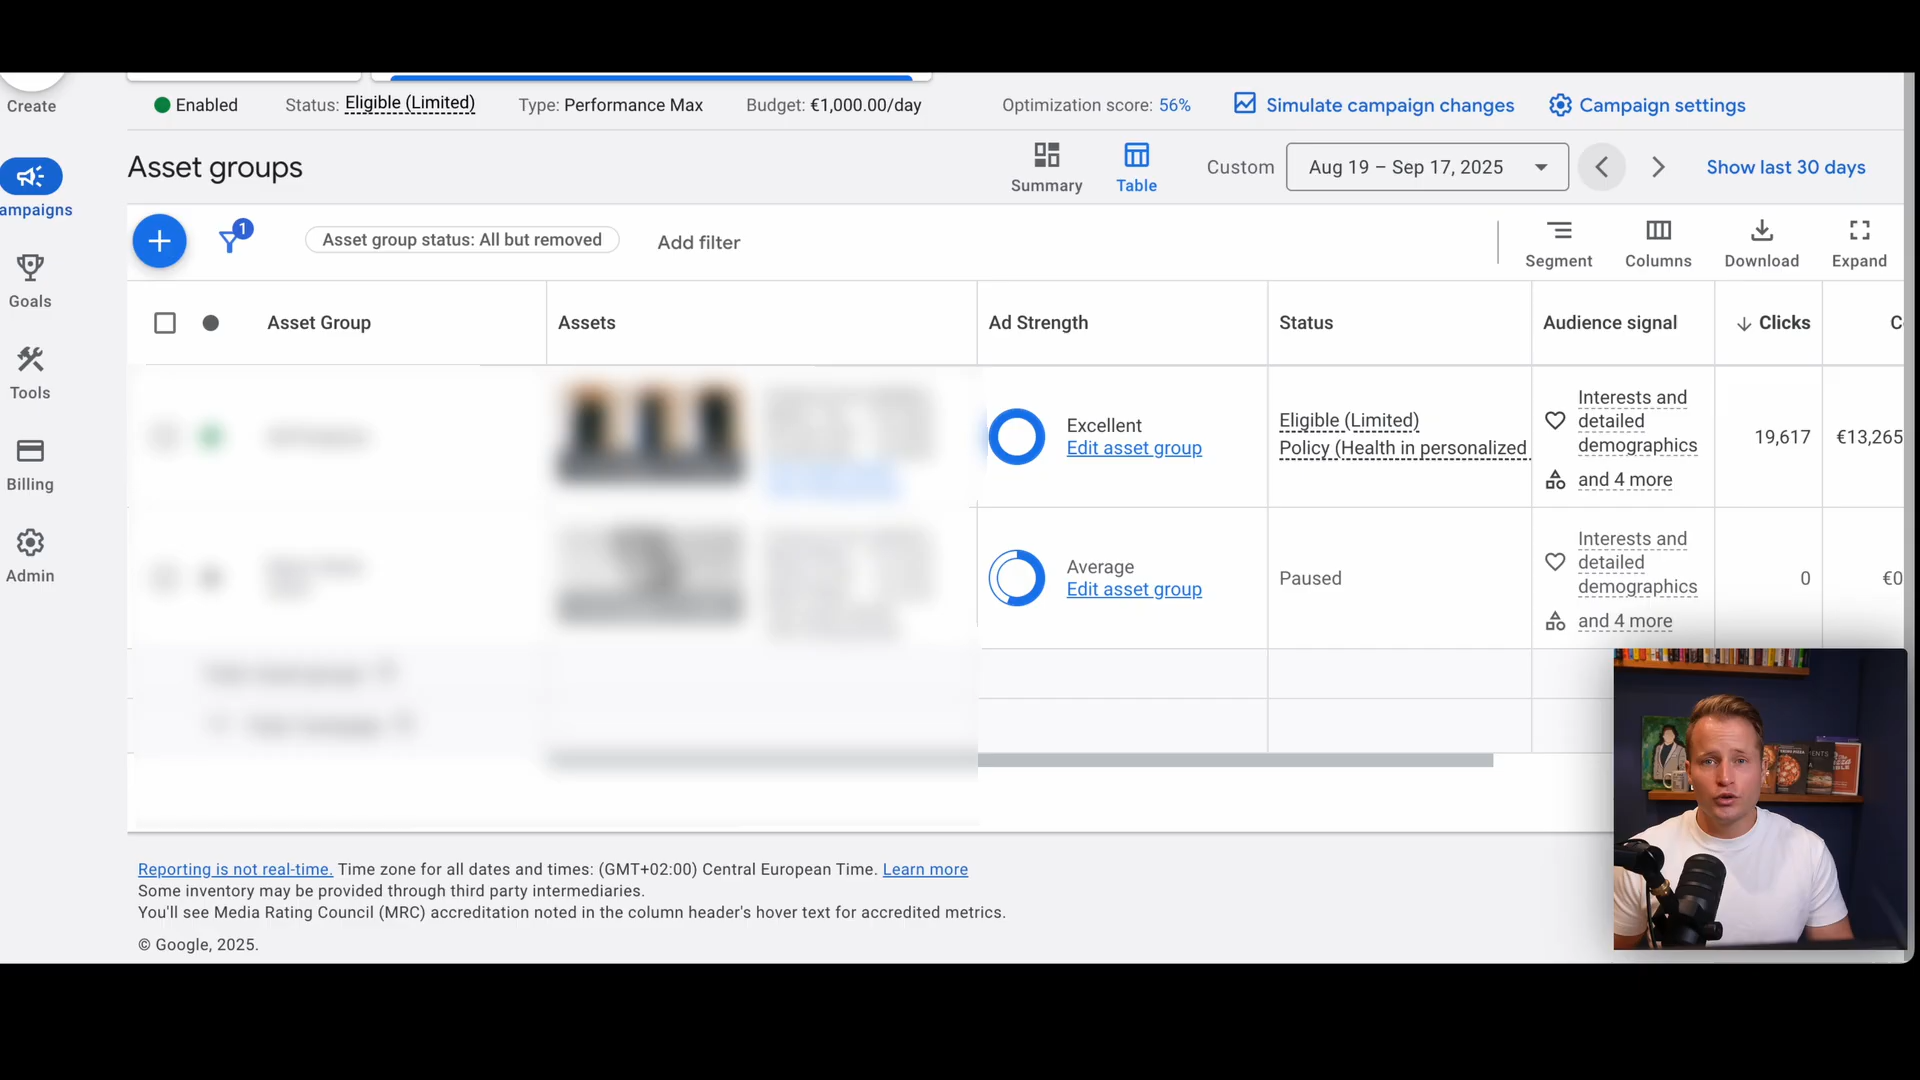 Create
Enabled
Status: Eligible (Limited)
Type: Performance Max
Budget: €1,000.00/day
Optimization score: 56%
Simulate campaign changes
Campaign settings
ampaigns
Goals
Tools
Billing
Admin
Asset groups
Summary
Table
Custom
Aug 19 – Sep 17, 2025
Show last 30 days
1
Asset group status: All but removed
Add filter
Segment
Columns
Download
Expand
Asset Group
Assets
Ad Strength
Status
Audience signal
Clicks
C
Excellent
Edit asset group
Eligible (Limited)
Policy (Health in personalized
Interests and
detailed
demographics
and 4 more
19,617
€13,265
Average
Edit asset group
Paused
Interests and
detailed
demographics
and 4 more
0
€0
Reporting is not real-time. Time zone for all dates and times: (GMT+02:00) Central European Time. Learn more
Some inventory may be provided through third party intermediaries.
You'll see Media Rating Council (MRC) accreditation noted in the column header's hover text for accredited metrics.
© Google, 2025.